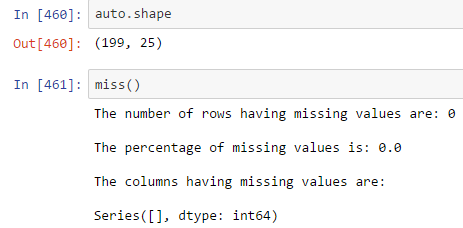 In [460]: auto.shape
Out[460]: (199, 25)
In [461]: miss()
The number of rows having missing values are: 0
The percentage of missing values is: 0.0
The columns having missing values are:
Series([], dtype: int64)